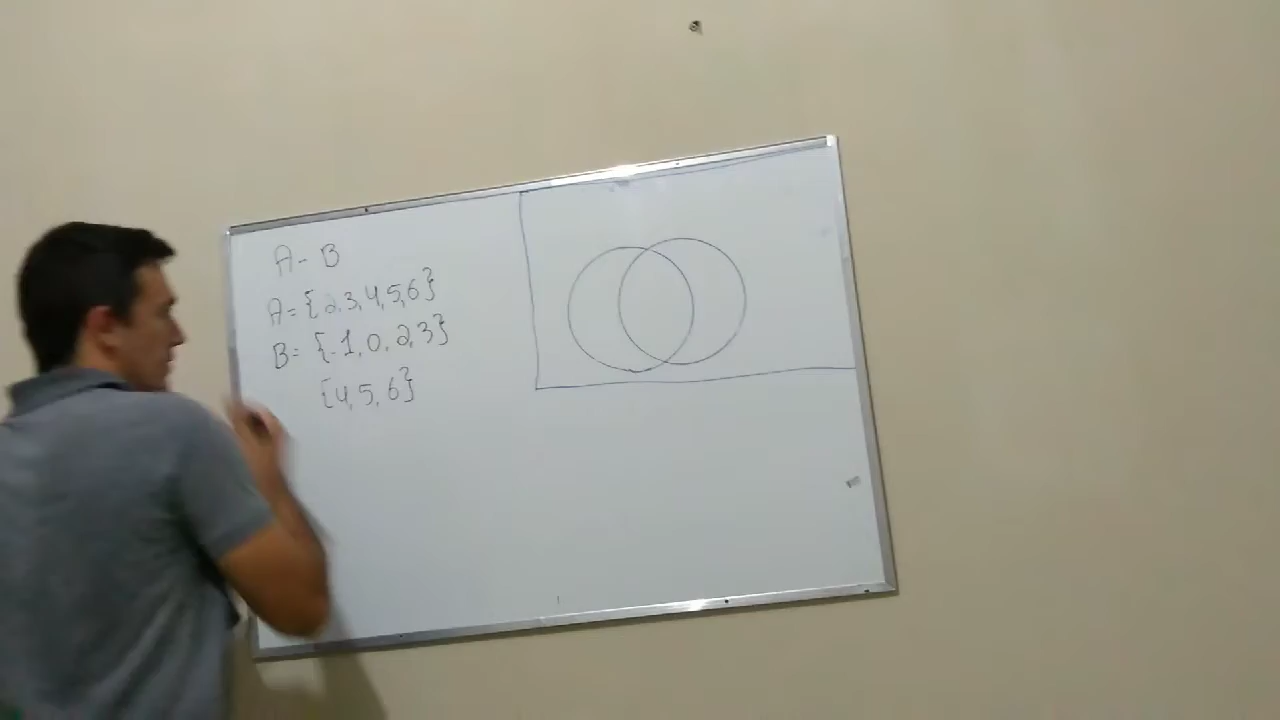 A - B
A = {2,3,4,5,6}
B = {-1,0,2,3}
{4,5,6}